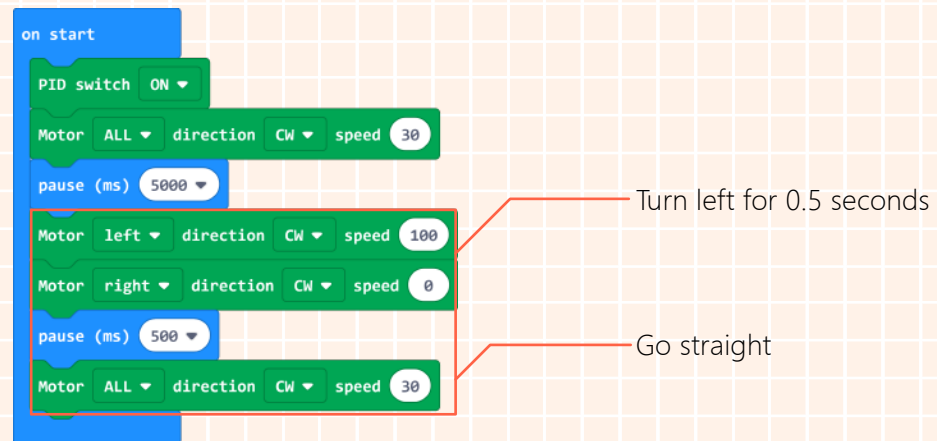 on start
PID switch ON
Motor ALL direction CW speed 30
pause (ms) 5000
Turn left for 0.5 seconds
Motor left direction CW speed 100
Motor right direction CW speed 0
pause (ms) 500
Go straight
Motor ALL direction CW speed 30